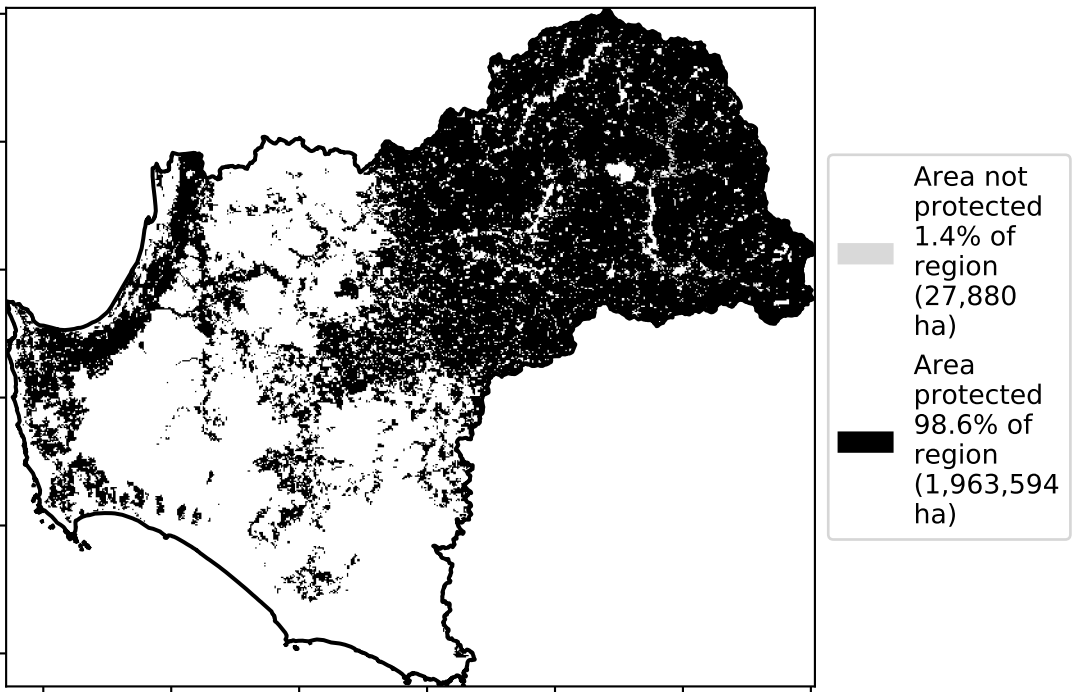 Area not
protected
1.4% of
region
(27,880
ha)
Area
protected
98.6% of
region
(1,963,594
ha)